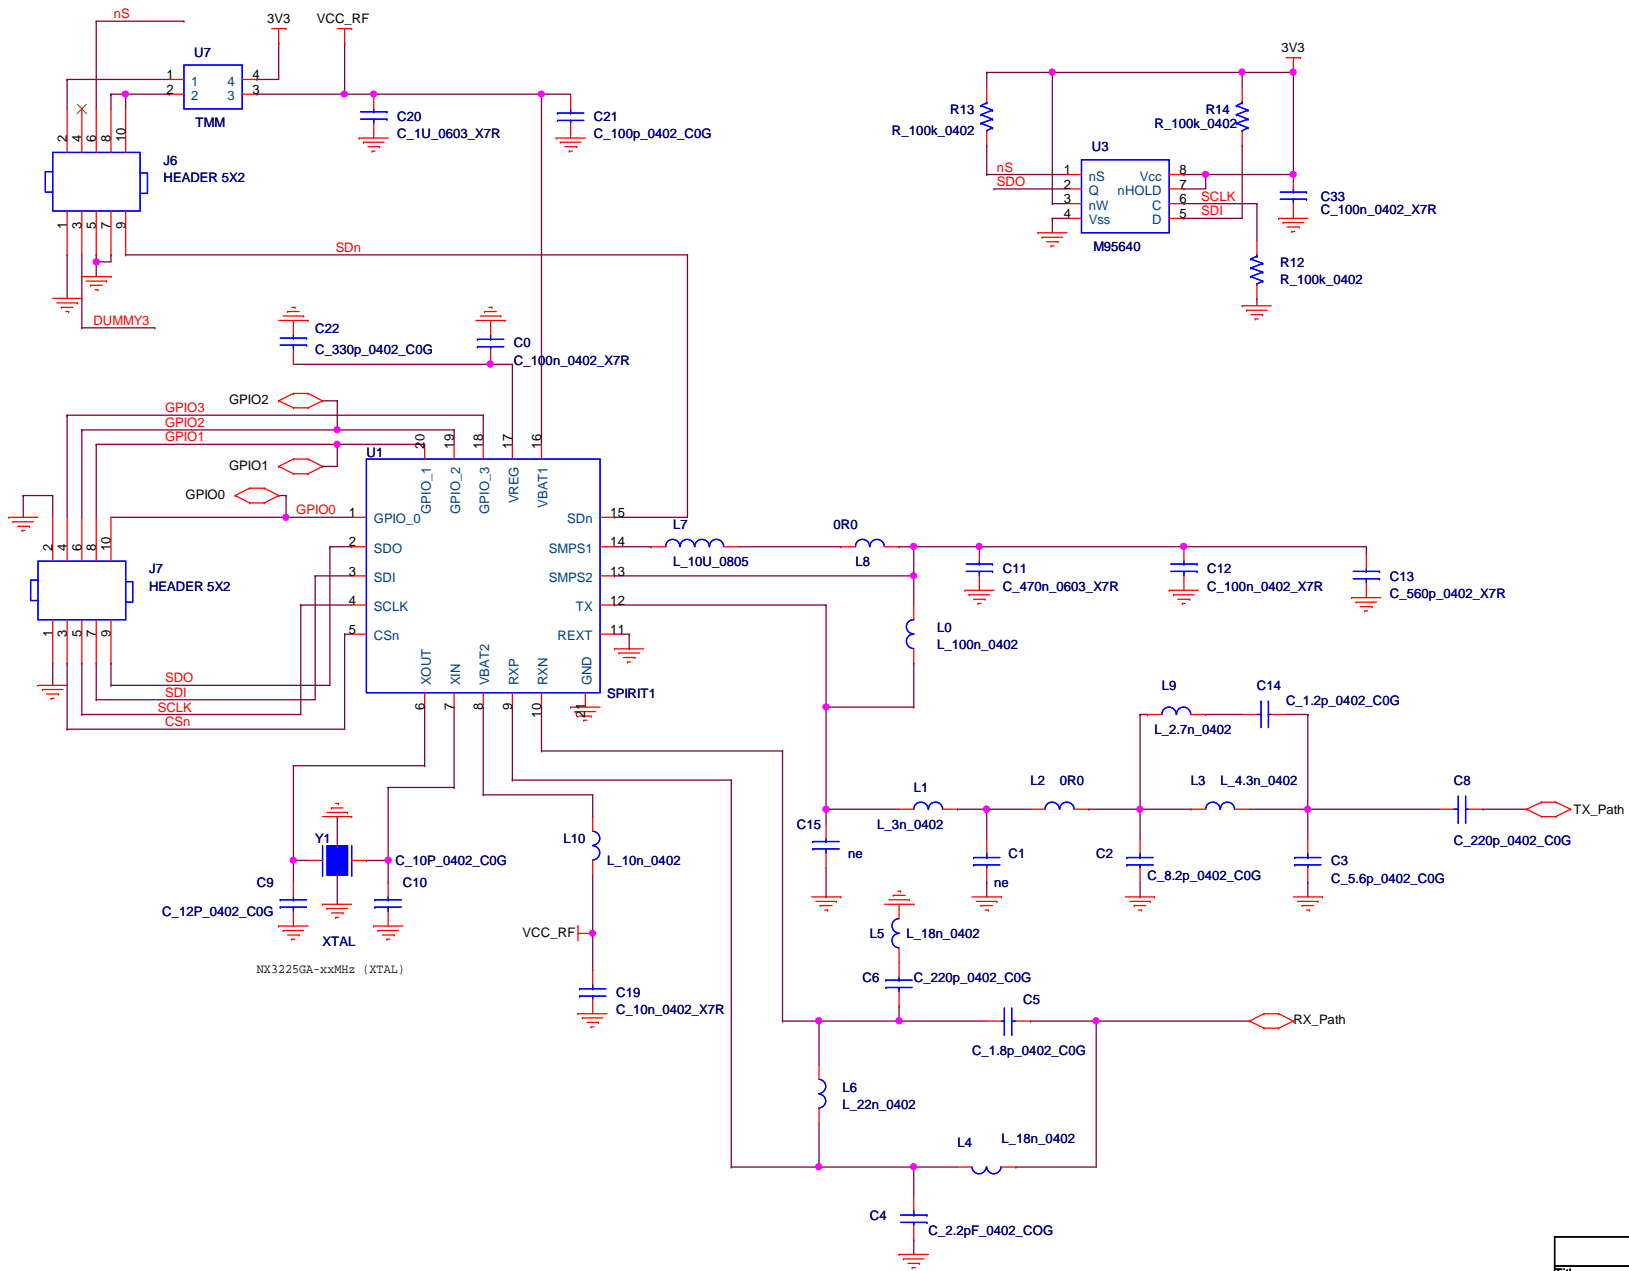 nS
3V3
VCC_RF
U7
1
2
1
2
4
3
4
3
TMM
C20
C_1U_0603_X7R
C21
C_100p_0402_C0G
2
4
6
8
10
J6
HEADER 5X2
1
3
5
7
9
SDn
DUMMY3
3V3
R13
R_100k_0402
R14
R_100k_0402
U3
nS
SDO
1
2
3
4
nS
Q
nW
Vss
Vcc
nHOLD
C
D
8
7
6
5
SCLK
SDI
M95640
C33
C_100n_0402_X7R
R12
R_100k_0402
C22
C_330p_0402_C0G
C0
C_100n_0402_X7R
GPIO2
GPIO3
GPIO2
GPIO1
GPIO1
GPIO0
GPIO0
20
19
18
17
16
U1
GPIO_1
GPIO_2
GPIO_3
VREG
VBAT1
1
GPIO_0
2
SDO
3
SDI
4
SCLK
5
CSn
SDn
15
SMPS1
14
SMPS2
13
TX
12
REXT
11
XOUT
XIN
VBAT2
RXP
RXN
GND
6
7
8
9
10
21
SPIRIT1
2
4
6
8
10
J7
HEADER 5X2
1
3
5
7
9
SDO
SDI
SCLK
CSn
L7
L_10U_0805
0R0
L8
C11
C_470n_0603_X7R
C12
C_100n_0402_X7R
C13
C_560p_0402_X7R
L0
L_100n_0402
L9
L_2.7n_0402
C14
C_1.2p_0402_C0G
L1
L_3n_0402
L2
0R0
L3
L_4.3n_0402
C8
C_220p_0402_C0G
TX_Path
C15
ne
C1
ne
C2
C_8.2p_0402_C0G
C3
C_5.6p_0402_C0G
Y1
C9
C_12P_0402_C0G
C_10P_0402_C0G
C10
XTAL
NX3225GA-xxMHz (XTAL)
L10
L_10n_0402
VCC_RF
C19
C_10n_0402_X7R
L5
L_18n_0402
C6
C_220p_0402_C0G
C5
C_1.8p_0402_C0G
RX_Path
L6
L_22n_0402
L4
L_18n_0402
C4
C_2.2pF_0402_COG